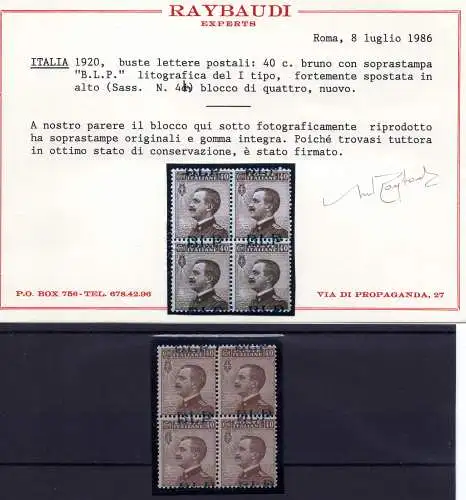 RAYBAUDI
EXPERTS
Roma, 8 luglio 1986
ITALIA 1920, buste lettere postali: 40 c. bruno con soprastampa
"B.L.P." litografica del I tipo, fortemente spostata in
alto (Sass. N. 4d) blocco di quattro, nuovo.
A nostro parere il blocco qui sotto fotograficamente riprodotto
ha soprastampe originali e gomma integra. Poiché trovasi tuttora
in ottimo stato di conservazione, è stato firmato.
P.O. BOX 756-TEL. 678.42.96
VIA DI PROPAGANDA, 27